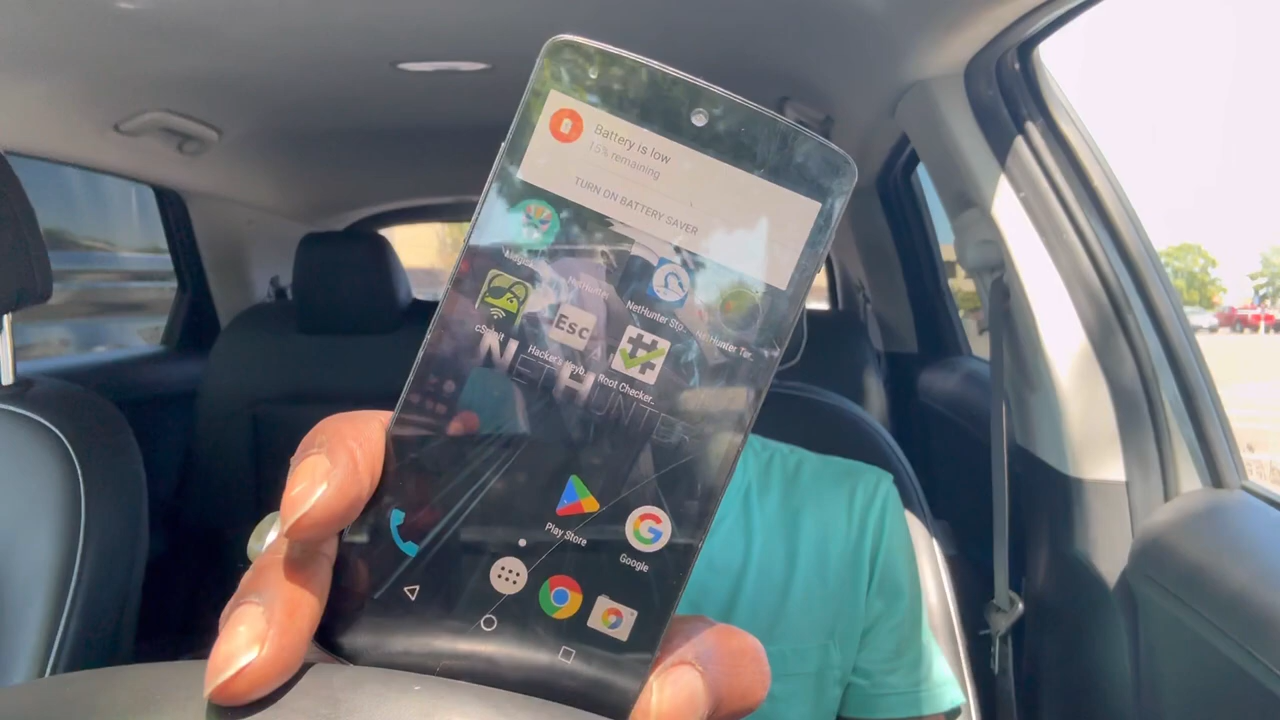 Battery is low
15% remaining
TURN ON BATTERY SAVER
NetHunter
NetHunter Sto..
NetHunter Ter..
Esc
Hacker's Keyb..
Root Checker..
NETHUNTER
Play Store
Google